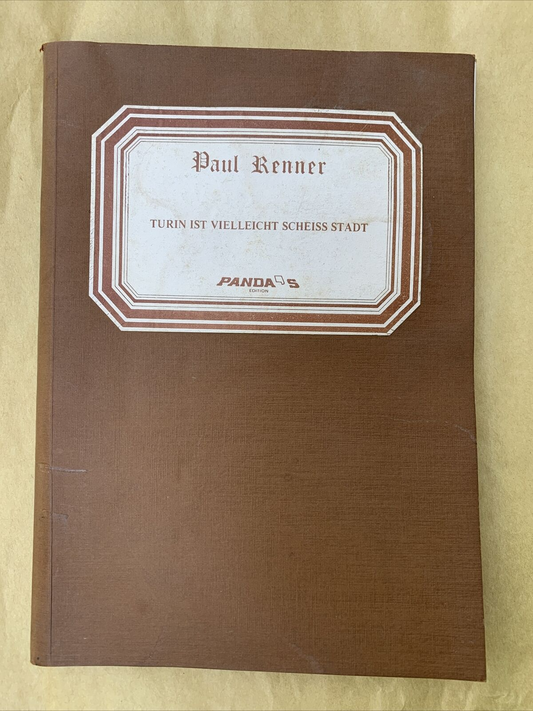 Paul Renner
TURIN IST VIELLEICHT SCHEISS STADT
PANDA'S
EDITION